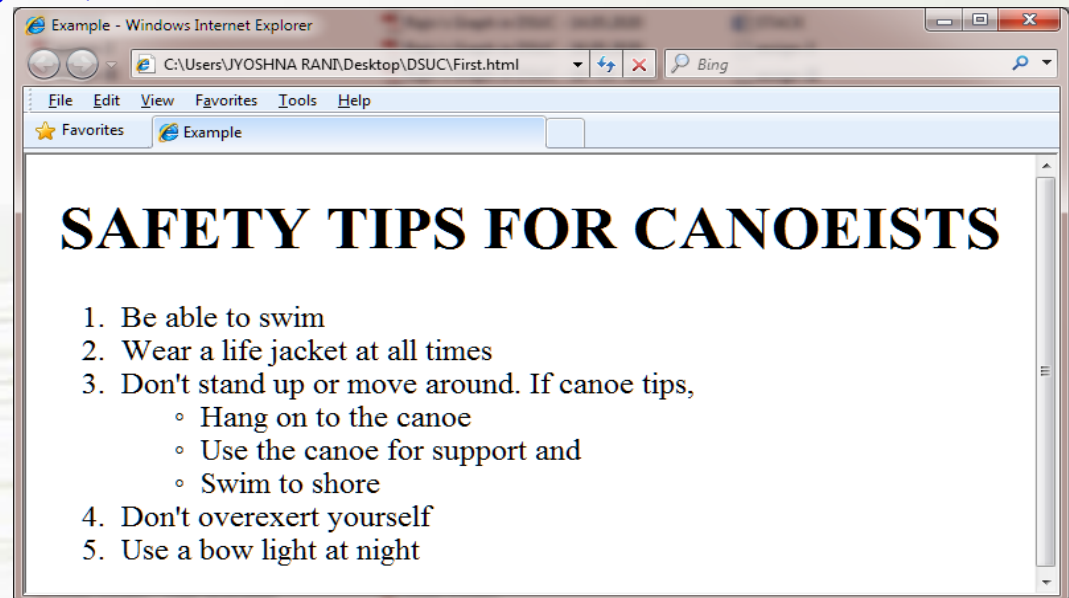 Example - Windows Internet Explorer
C:\Users\JYOSHNA RANI\Desktop\DSUC\First.html
Bing
File Edit View Favorites Tools Help
Favorites
Example
SAFETY TIPS FOR CANOEISTS
1. Be able to swim
2. Wear a life jacket at all times
3. Don't stand up or move around. If canoe tips,
◦ Hang on to the canoe
◦ Use the canoe for support and
◦ Swim to shore
4. Don't overexert yourself
5. Use a bow light at night